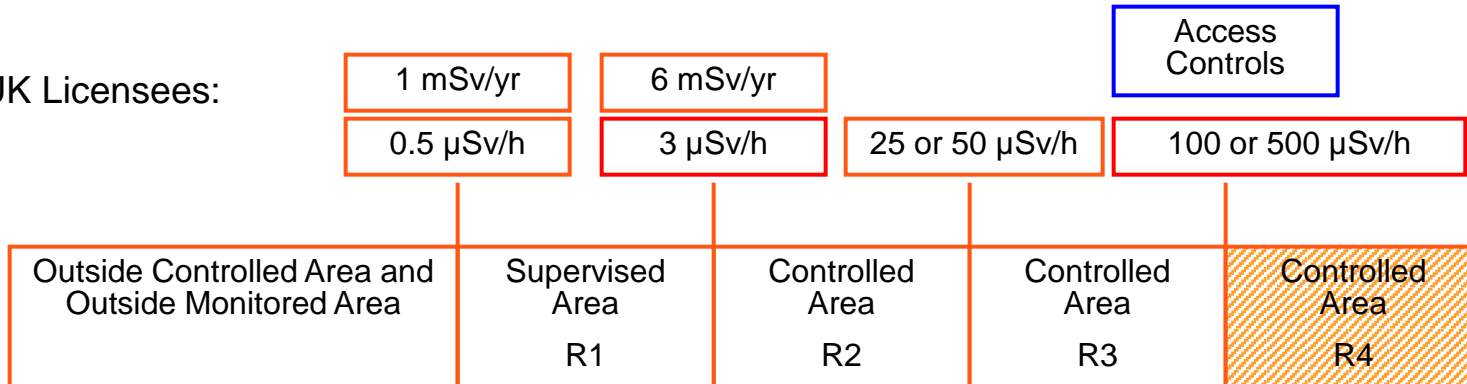 Access
Controls
UK Licensees:
1 mSv/yr
6 mSv/yr
0.5 µSv/h
3 µSv/h
25 or 50 µSv/h
100 or 500 µSv/h
Outside Controlled Area and
Outside Monitored Area
Supervised
Area
R1
Controlled
Area
R2
Controlled
Area
R3
Controlled
Area
R4